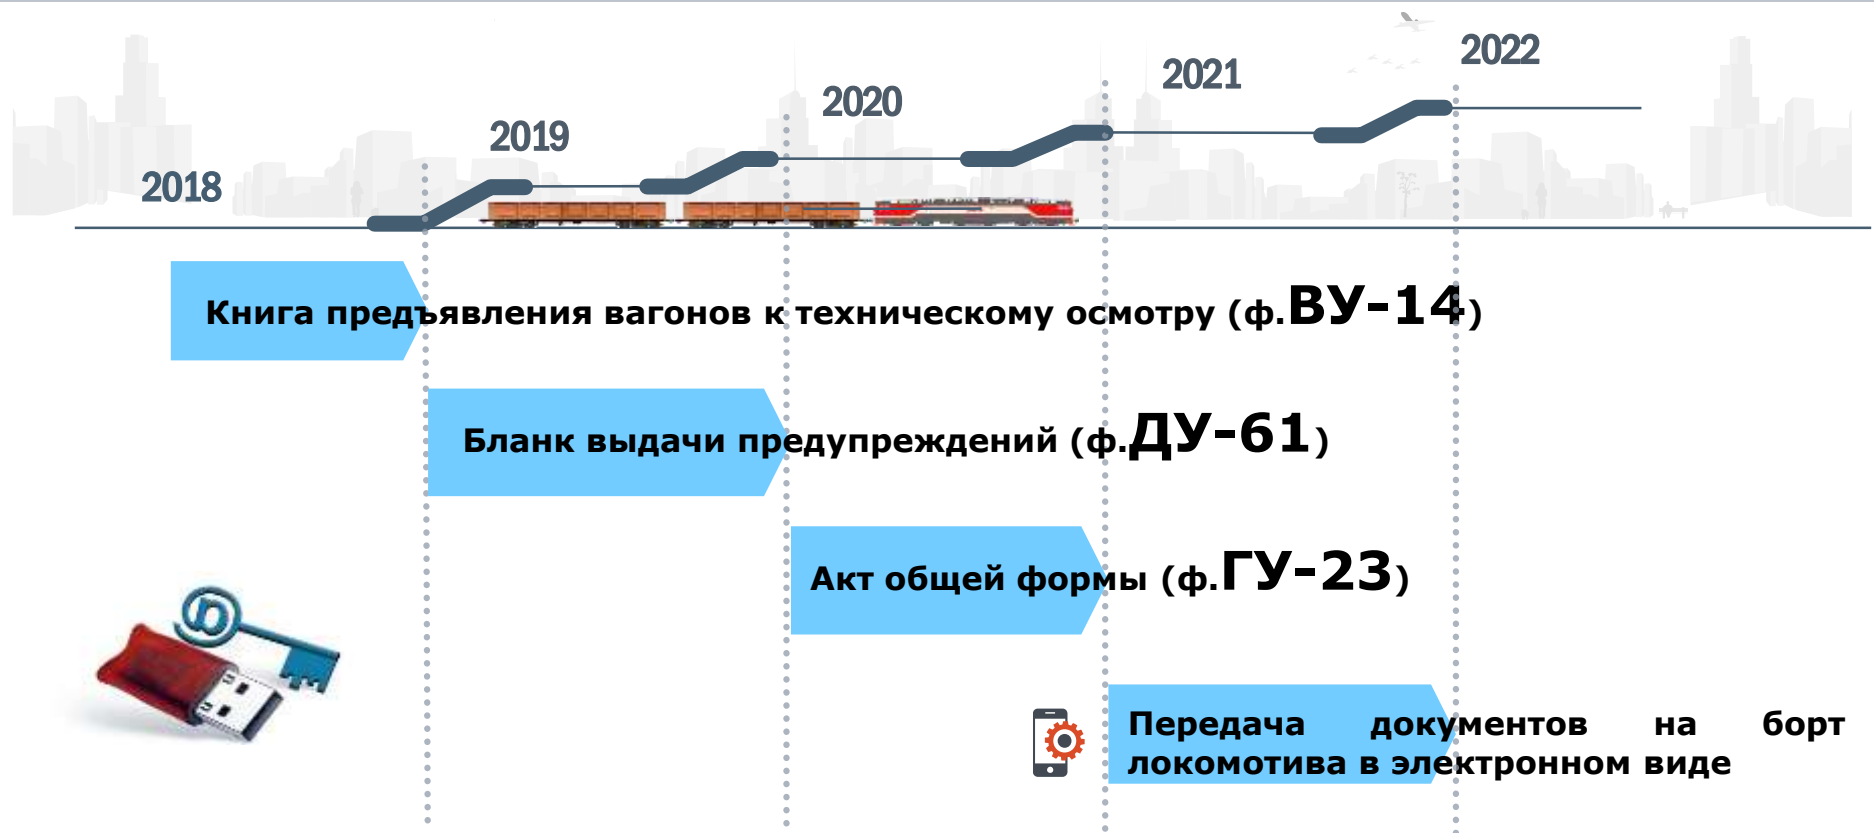 2018
2019
2020
2021
2022
Книга предъявления вагонов к техническому осмотру (ф.ВУ-14)
Бланк выдачи предупреждений (ф.ДУ-61)
Акт общей формы (ф.ГУ-23)
Передача документов на борт
локомотива в электронном виде